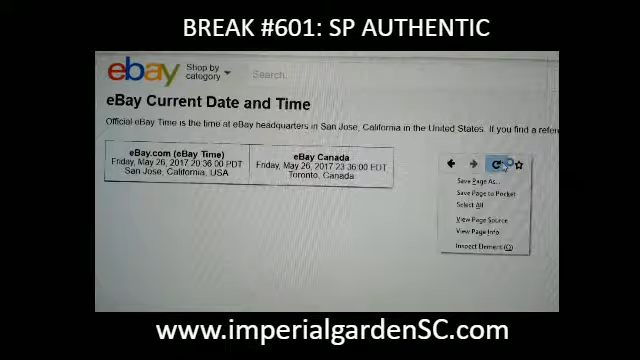 BREAK #601: SP AUTHENTIC
ebay Shop by category Search...
eBay Current Date and Time
Official eBay Time is the time at eBay headquarters in San Jose, California in the United States. If you find a refere
eBay.com (eBay Time)
Friday, May 26, 2017 20:36:00 PDT
San Jose, California, USA
eBay Canada
Friday, May 26, 2017 23:36:00 EDT
Toronto, Canada
Save Page As...
Save Page to Pocket
Select All
View Page Source
View Page Info
Inspect Element (Q)
www.imperialgardenSC.com